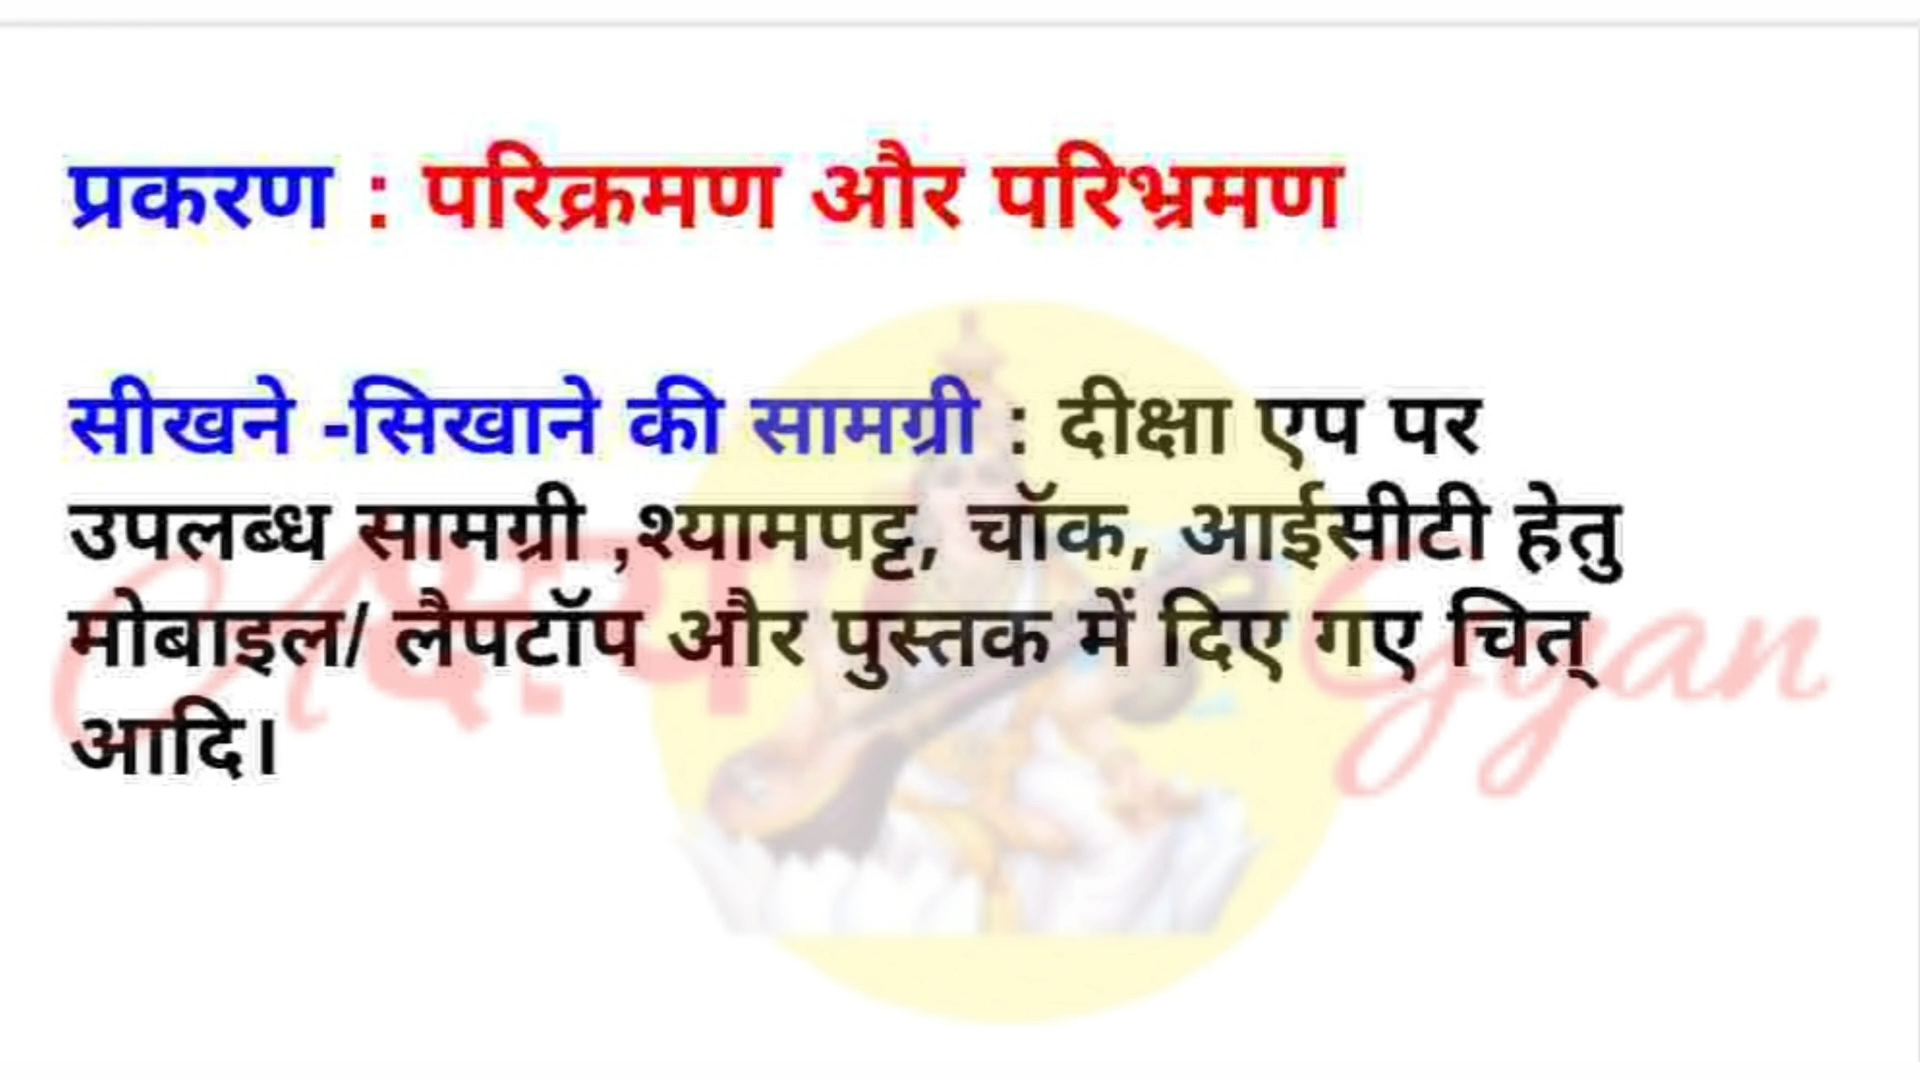 प्रकरण : परिक्रमण और परिभ्रमण
सीखने -सिखाने की सामग्री : दीक्षा एप पर
उपलब्ध सामग्री ,श्यामपट्ट, चॉक, आईसीटी हेतु
मोबाइल/ लैपटॉप और पुस्तक में दिए गए चित्
आदि।
Gyan